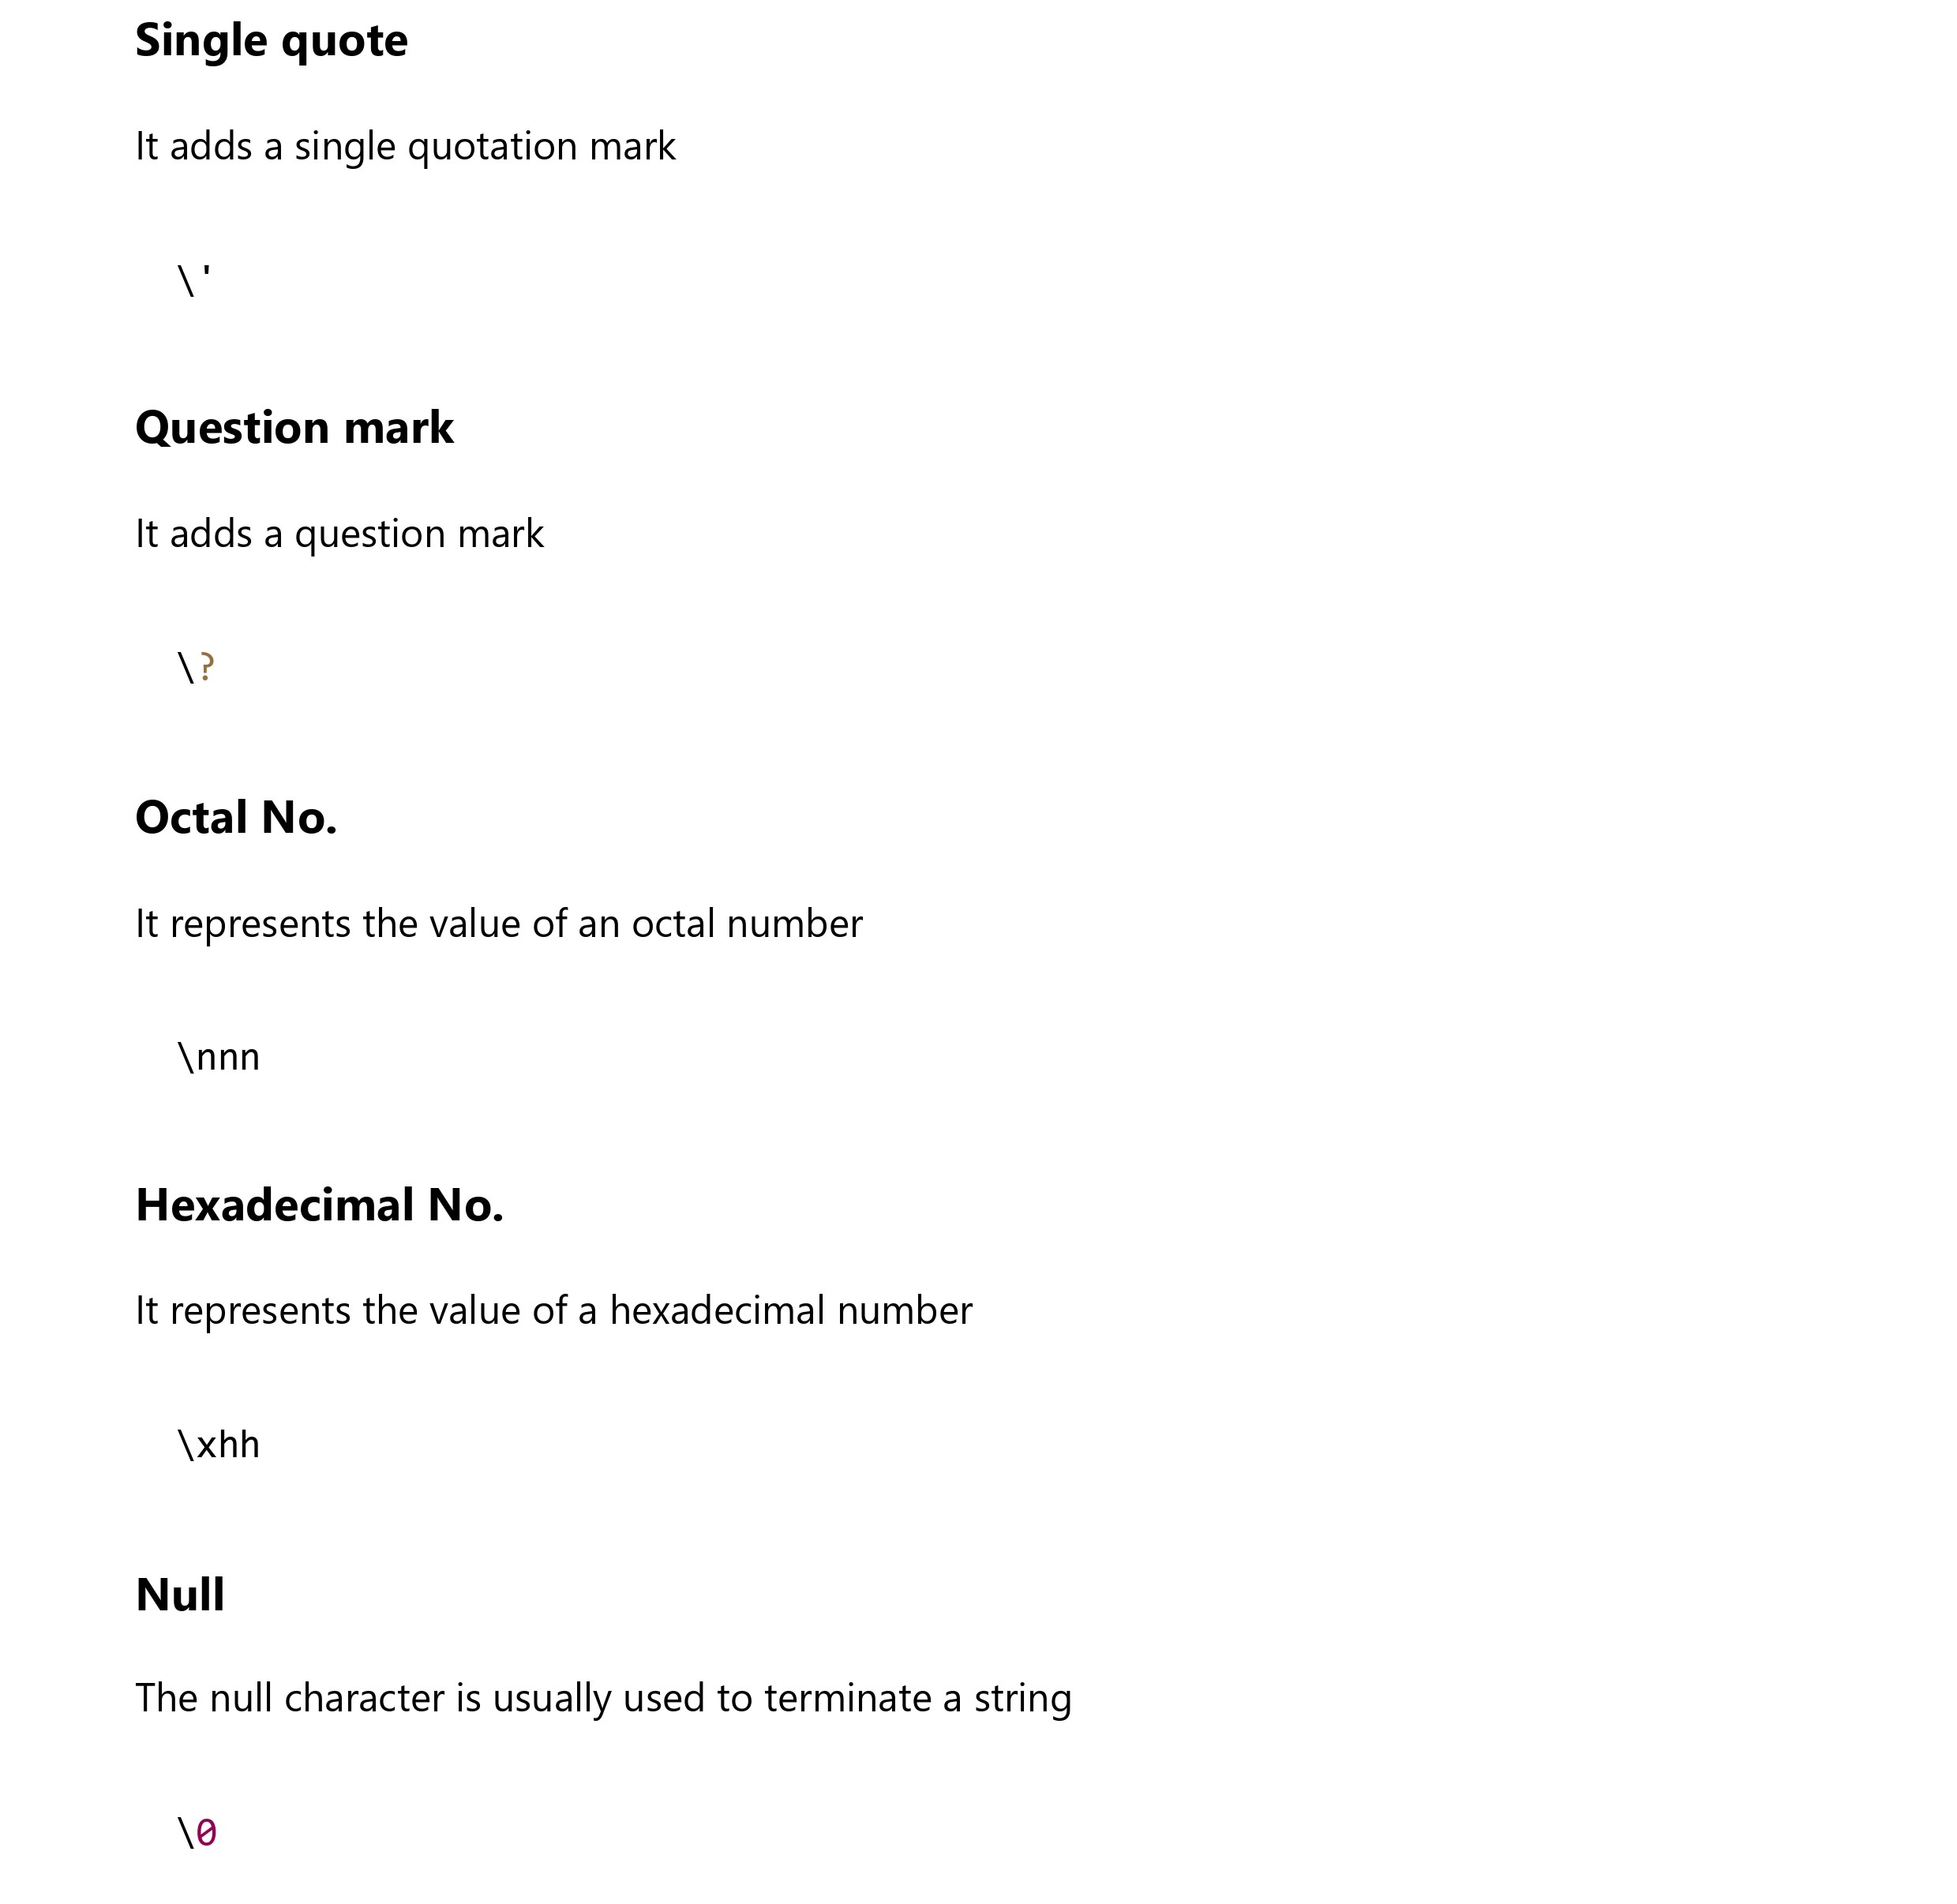 Single quote
It adds a single quotation mark
\'
Question mark
It adds a question mark
\?
Octal No.
It represents the value of an octal number
\nnn
Hexadecimal No.
It represents the value of a hexadecimal number
\xhh
Null
The null character is usually used to terminate a string
\0